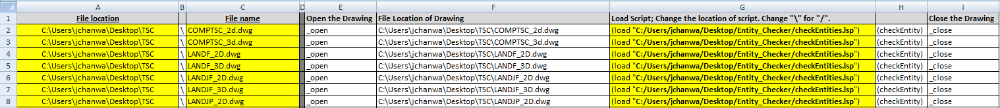 A B C D E F G H I
1 File location File name Open the Drawing File Location of Drawing Load Script; Change the location of script. Change "\" for "/". Close the Drawing
2 C:\Users\jchanwa\Desktop\TSC \ COMPTSC_2d.dwg _open C:\Users\jchanwa\Desktop\TSC\COMPTSC_2d.dwg (load "C:/Users/jchanwa/Desktop/Entity_Checker/checkEntities.lsp") (checkEntity) _close
3 C:\Users\jchanwa\Desktop\TSC \ COMPTSC_3d.dwg _open C:\Users\jchanwa\Desktop\TSC\COMPTSC_3d.dwg (load "C:/Users/jchanwa/Desktop/Entity_Checker/checkEntities.lsp") (checkEntity) _close
4 C:\Users\jchanwa\Desktop\TSC \ LANDF_2D.dwg _open C:\Users\jchanwa\Desktop\TSC\LANDF_2D.dwg (load "C:/Users/jchanwa/Desktop/Entity_Checker/checkEntities.lsp") (checkEntity) _close
5 C:\Users\jchanwa\Desktop\TSC \ LANDF_3D.dwg _open C:\Users\jchanwa\Desktop\TSC\LANDF_3D.dwg (load "C:/Users/jchanwa/Desktop/Entity_Checker/checkEntities.lsp") (checkEntity) _close
6 C:\Users\jchanwa\Desktop\TSC \ LANDJF_2D.dwg _open C:\Users\jchanwa\Desktop\TSC\LANDJF_2D.dwg (load "C:/Users/jchanwa/Desktop/Entity_Checker/checkEntities.lsp") (checkEntity) _close
7 C:\Users\jchanwa\Desktop\TSC \ LANDJF_3D.dwg _open C:\Users\jchanwa\Desktop\TSC\LANDJF_3D.dwg (load "C:/Users/jchanwa/Desktop/Entity_Checker/checkEntities.lsp") (checkEntity) _close
8 C:\Users\jchanwa\Desktop\TSC \ LANDJP_2D.dwg _open C:\Users\jchanwa\Desktop\TSC\LANDJP_2D.dwg (load "C:/Users/jchanwa/Desktop/Entity_Checker/checkEntities.lsp") (checkEntity) _close